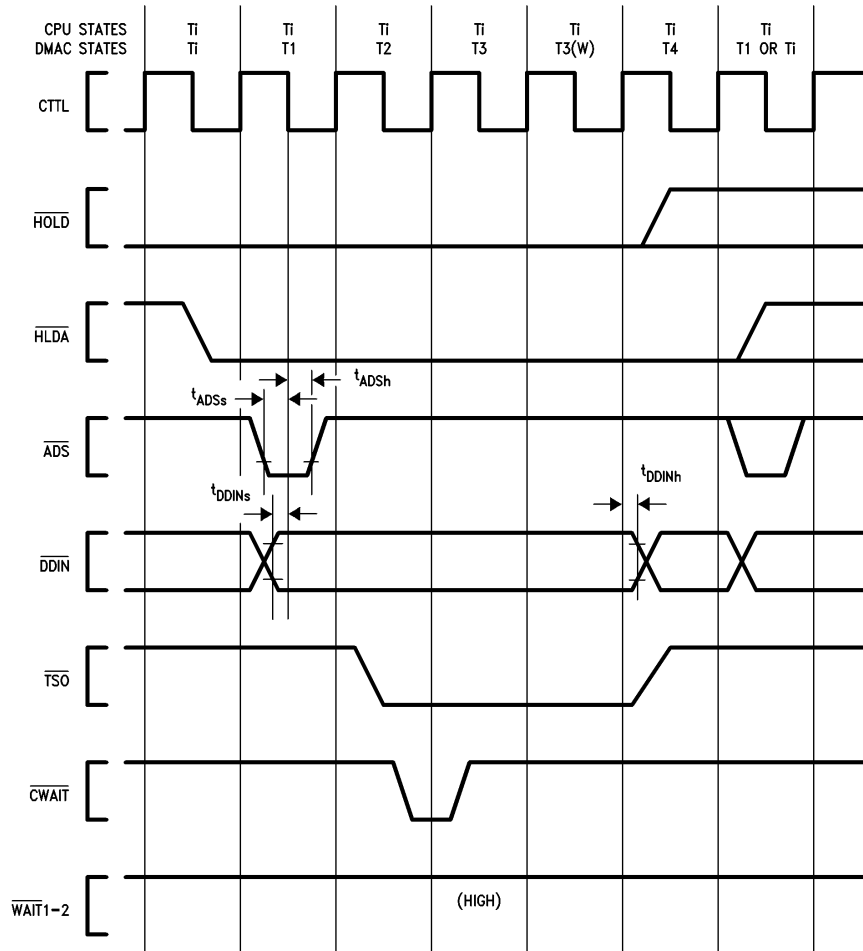 CPU STATES Ti Ti Ti Ti Ti Ti Ti
DMAC STATES Ti T1 T2 T3 T3(W) T4 T1 OR Ti
CTTL
HOLD
HLDA
tADSh
tADSs
ADS
tDDINh
tDDINs
DDIN
TSO
CWAIT
(HIGH)
WAIT1-2